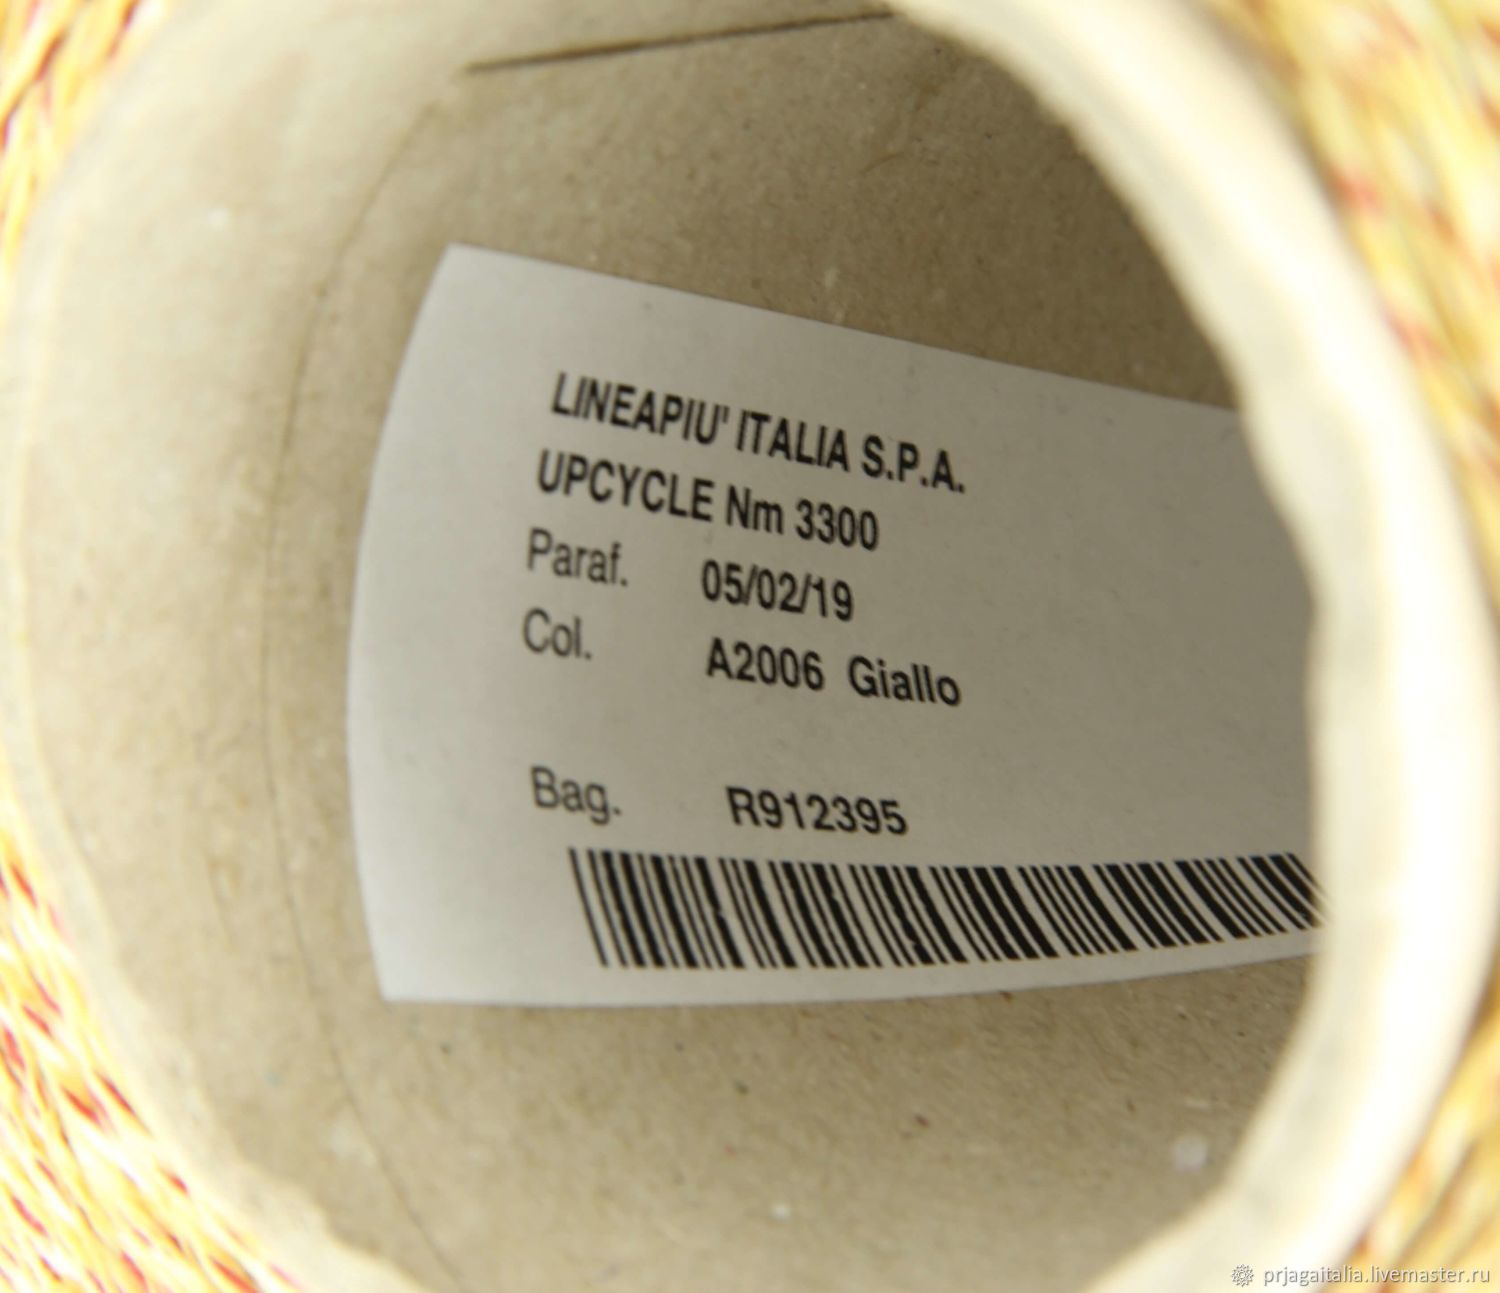 LINEAPIU' ITALIA S.P.A.
UPCYCLE Nm 3300
Paraf. 05/02/19
Col. A2006 Giallo
Bag. R912395
prjagaitalia.livemaster.ru